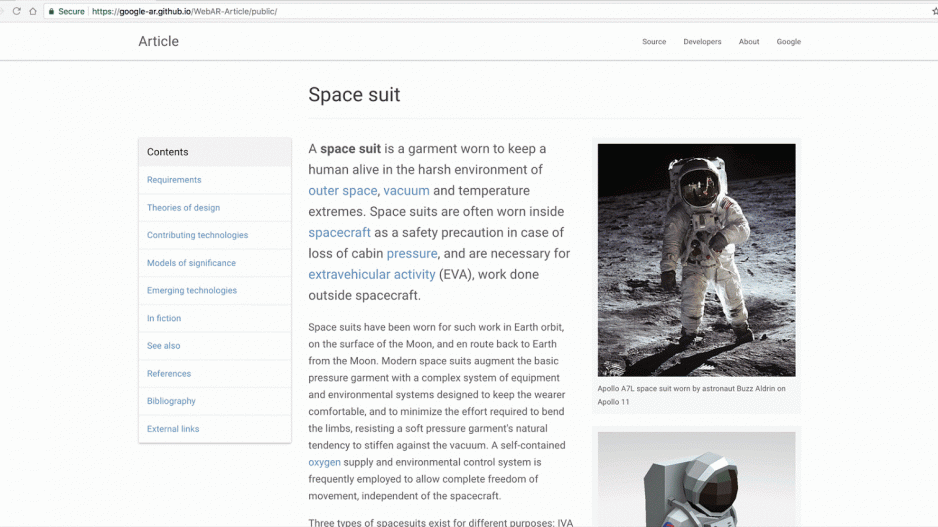 Secure https://google-ar.github.io/WebAR-Article/public/
Article
Source Developers About Google
Space suit
Contents
Requirements
Theories of design
Contributing technologies
Models of significance
Emerging technologies
In fiction
See also
References
Bibliography
External links
A space suit is a garment worn to keep a
human alive in the harsh environment of
outer space, vacuum and temperature
extremes. Space suits are often worn inside
spacecraft as a safety precaution in case of
loss of cabin pressure, and are necessary for
extravehicular activity (EVA), work done
outside spacecraft.
Space suits have been worn for such work in Earth orbit,
on the surface of the Moon, and en route back to Earth
from the Moon. Modern space suits augment the basic
pressure garment with a complex system of equipment
and environmental systems designed to keep the wearer
comfortable, and to minimize the effort required to bend
the limbs, resisting a soft pressure garment's natural
tendency to stiffen against the vacuum. A self-contained
oxygen supply and environmental control system is
frequently employed to allow complete freedom of
movement, independent of the spacecraft.
Three types of spacesuits exist for different purposes: IVA
Apollo A7L space suit worn by astronaut Buzz Aldrin on
Apollo 11